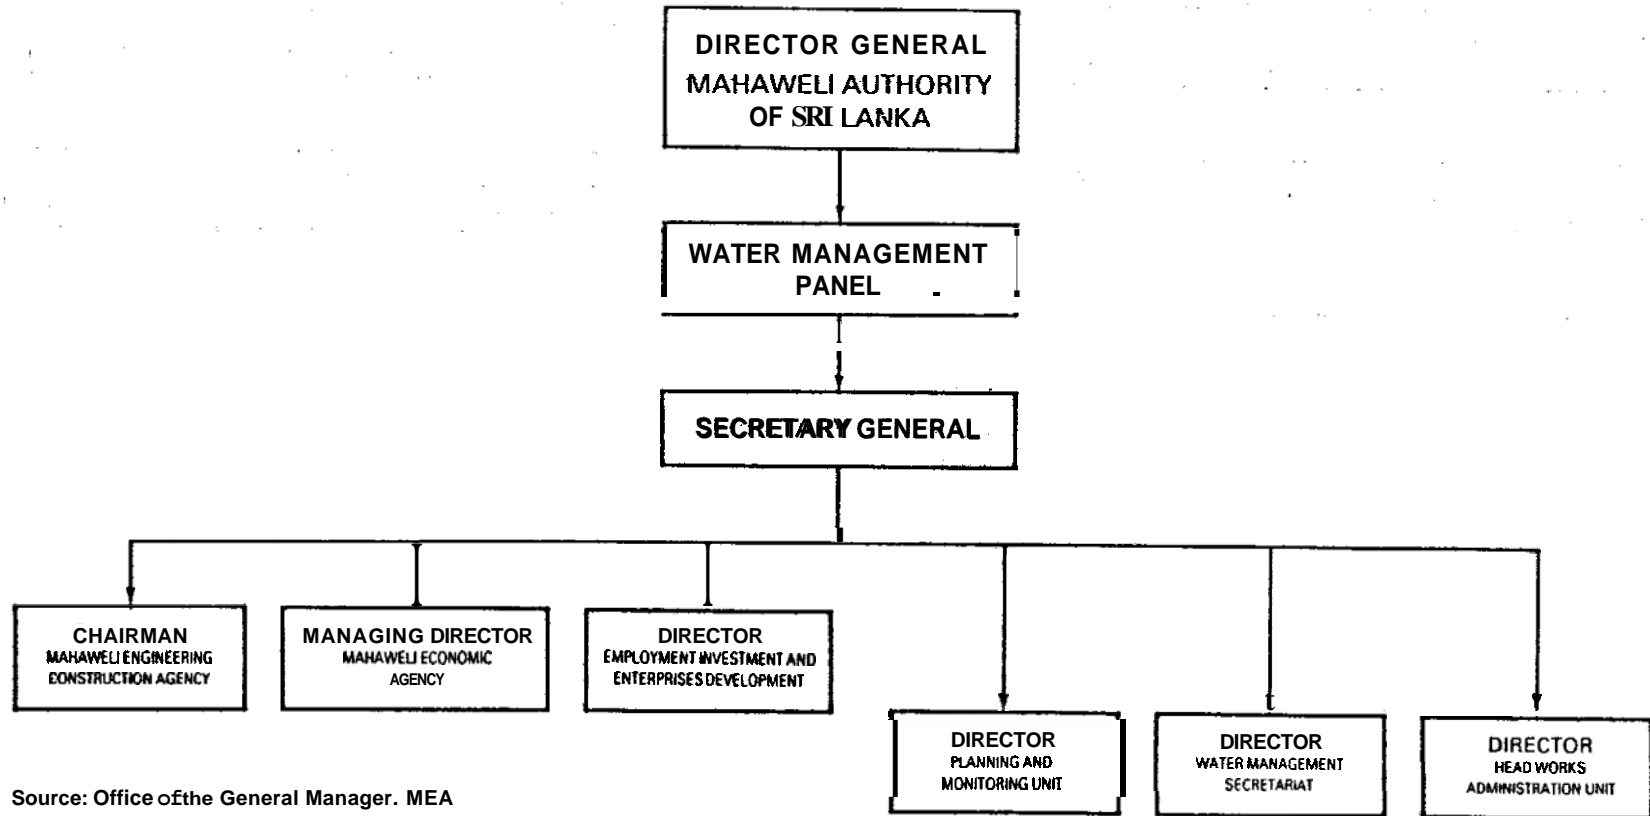 DIRECTOR GENERAL
MAHAWELI AUTHORITY
OF SRI LANKA
WATER MANAGEMENT
PANEL
SECRETARY GENERAL
CHAIRMAN
MAHAWELI ENGINEERING
CONSTRUCTION AGENCY
MANAGING DIRECTOR
MAHAWELI ECONOMIC
AGENCY
DIRECTOR
EMPLOYMENT INVESTMENT AND
ENTERPRISES DEVELOPMENT
DIRECTOR
PLANNING AND
MONITORING UNIT
DIRECTOR
WATER MANAGEMENT
SECRETARIAT
DIRECTOR
HEAD WORKS
ADMINISTRATION UNIT
Source: Office of the General Manager. MEA